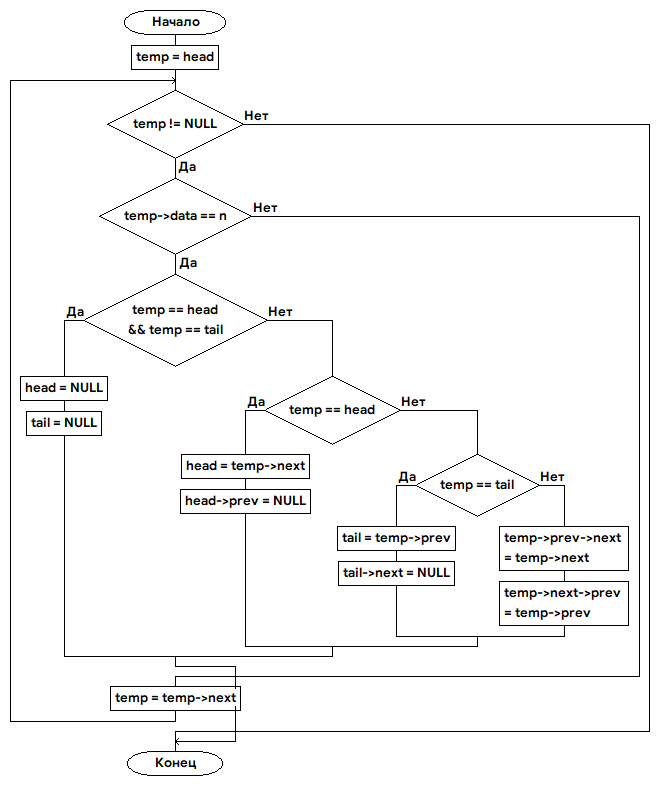 Начало
temp = head
temp != NULL
Нет
Да
temp->data == n
Нет
Да
temp == head
&& temp == tail
Да
Нет
head = NULL
tail = NULL
temp == head
Да
Нет
head = temp->next
head->prev = NULL
temp == tail
Да
Нет
tail = temp->prev
tail->next = NULL
temp->prev->next
= temp->next
temp->next->prev
= temp->prev
temp = temp->next
Конец